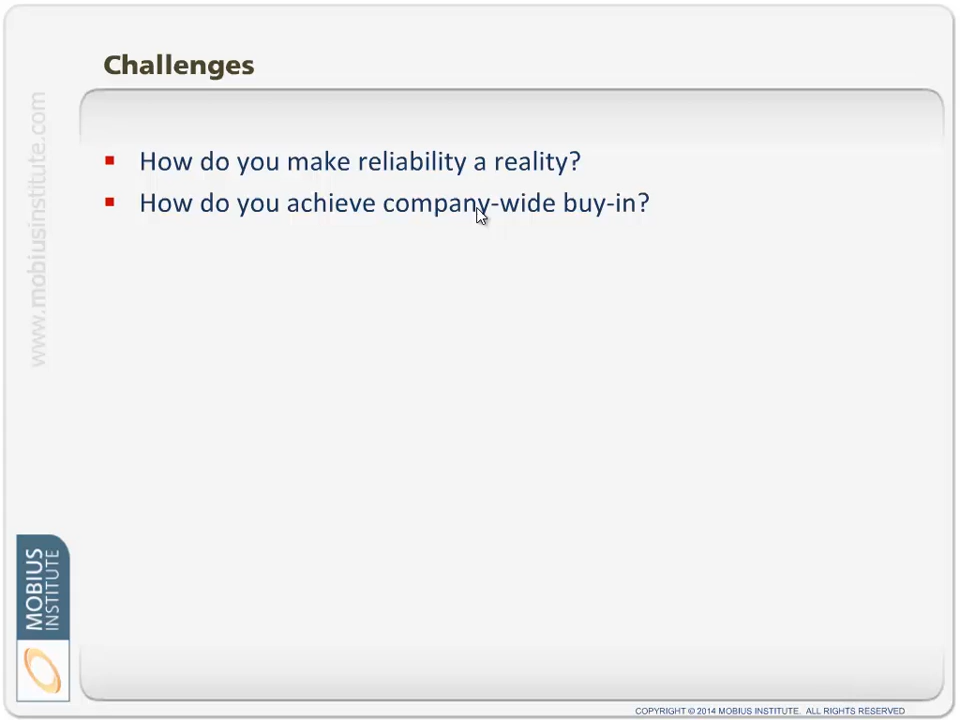 Challenges
www.mobiusinstitute.com
▪ How do you make reliability a reality?
▪ How do you achieve company-wide buy-in?
MOBIUS
INSTITUTE
COPYRIGHT © 2014 MOBIUS INSTITUTE. ALL RIGHTS RESERVED